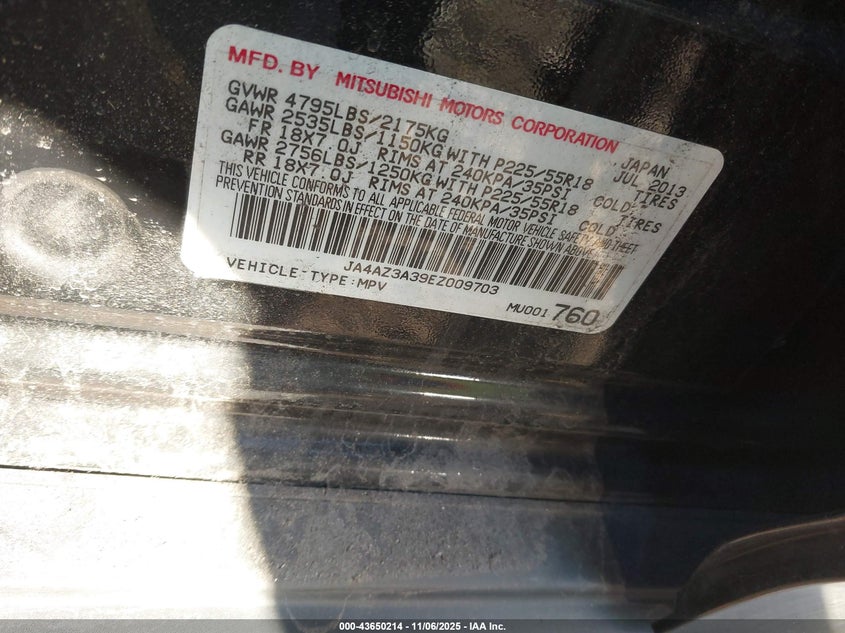 MFD. BY MITSUBISHI MOTORS CORPORATION
JAPAN
GVWR 4795LBS/2175KG JUL 2013
GAWR 2535LBS/1150KG WITH P225/55R18 TIRES
FR 18X7.0J RIMS AT 240KPA/35PSI COLD
GAWR 2756LBS/1250KG WITH P225/55R18 TIRES
RR 18X7.0J RIMS AT 240KPA/35PSI COLD
THIS VEHICLE CONFORMS TO ALL APPLICABLE FEDERAL MOTOR VEHICLE SAFETY AND THEFT
PREVENTION STANDARDS IN EFFECT ON THE DATE OF MANUFACTURE SHOWN ABOVE.
JA4AZ3A39EZ009703
VEHICLE-TYPE:MPV
MU001760
000-43650214 - 11/06/2025 - IAA Inc.